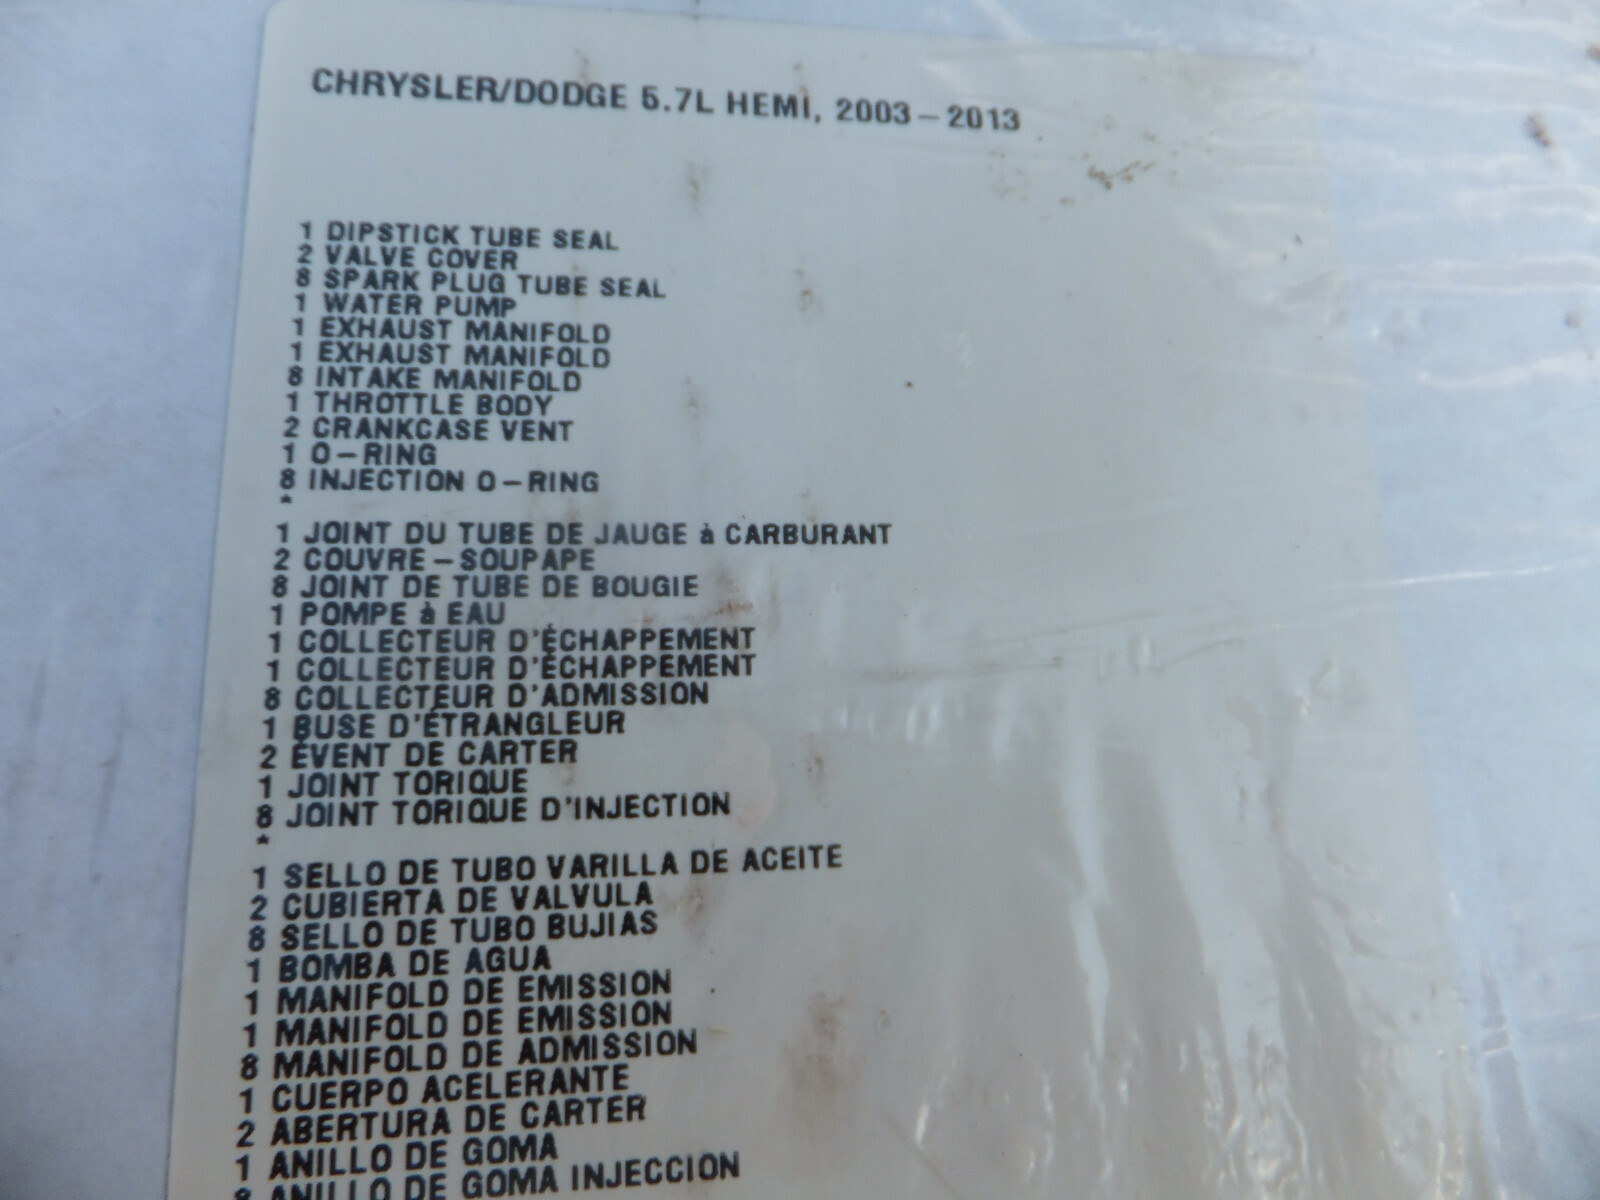 CHRYSLER/DODGE 5.7L HEMI, 2003-2013
1 DIPSTICK TUBE SEAL
2 VALVE COVER
8 SPARK PLUG TUBE SEAL
1 WATER PUMP
1 EXHAUST MANIFOLD
1 EXHAUST MANIFOLD
8 INTAKE MANIFOLD
1 THROTTLE BODY
2 CRANKCASE VENT
1 O-RING
8 INJECTION O-RING
*
1 JOINT DU TUBE DE JAUGE à CARBURANT
2 COUVRE-SOUPAPE
8 JOINT DE TUBE DE BOUGIE
1 POMPE à EAU
1 COLLECTEUR D'ÉCHAPPEMENT
1 COLLECTEUR D'ÉCHAPPEMENT
8 COLLECTEUR D'ADMISSION
1 BUSE D'ÉTRANGLEUR
2 ÉVENT DE CARTER
1 JOINT TORIQUE
8 JOINT TORIQUE D'INJECTION
*
1 SELLO DE TUBO VARILLA DE ACEITE
2 CUBIERTA DE VALVULA
8 SELLO DE TUBO BUJIAS
1 BOMBA DE AGUA
1 MANIFOLD DE EMISSION
1 MANIFOLD DE EMISSION
8 MANIFOLD DE ADMISSION
1 CUERPO ACELERANTE
2 ABERTURA DE CARTER
1 ANILLO DE GOMA
8 ANILLO DE GOMA INJECCION